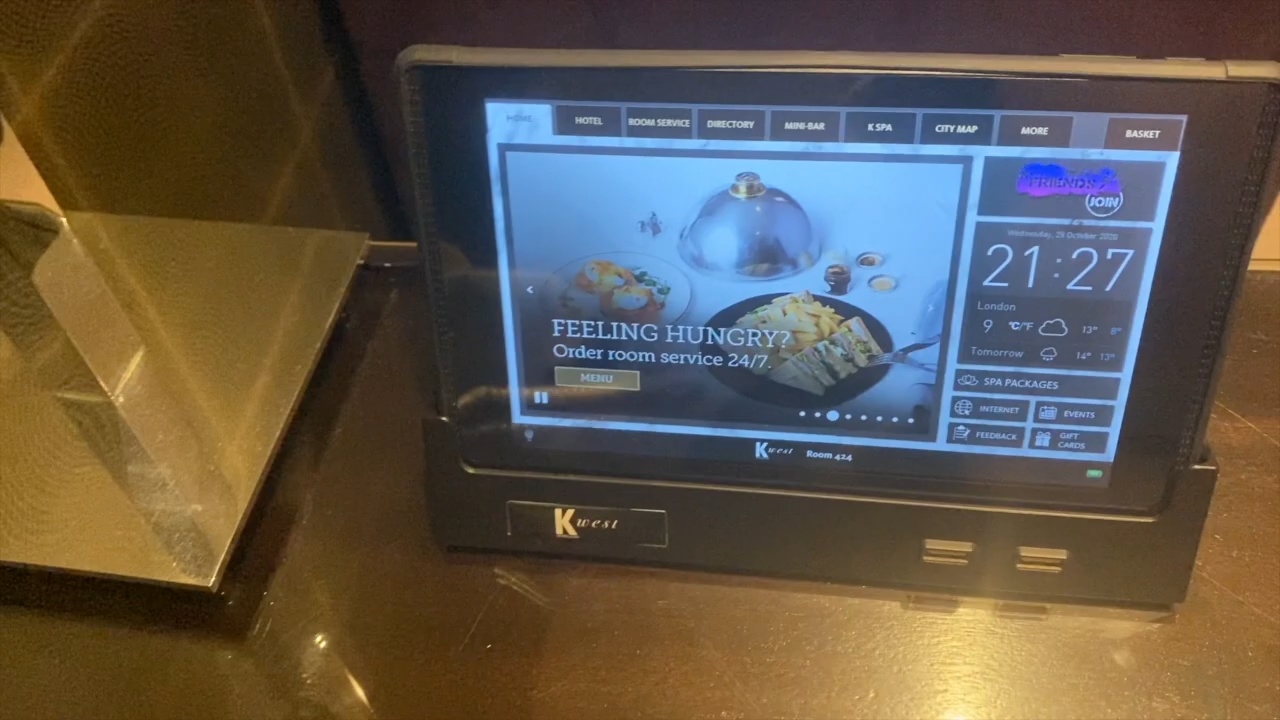 HOME
HOTEL
ROOM SERVICE
DIRECTORY
MINI-BAR
K SPA
CITY MAP
MORE
BASKET
FRIENDS
JOIN
21:27
London
9 °C/°F 13° 8°
Tomorrow 14° 13°
FEELING HUNGRY?
Order room service 24/7.
MENU
SPA PACKAGES
INTERNET
EVENTS
FEEDBACK
GIFT
CARDS
K west Room 424
K west